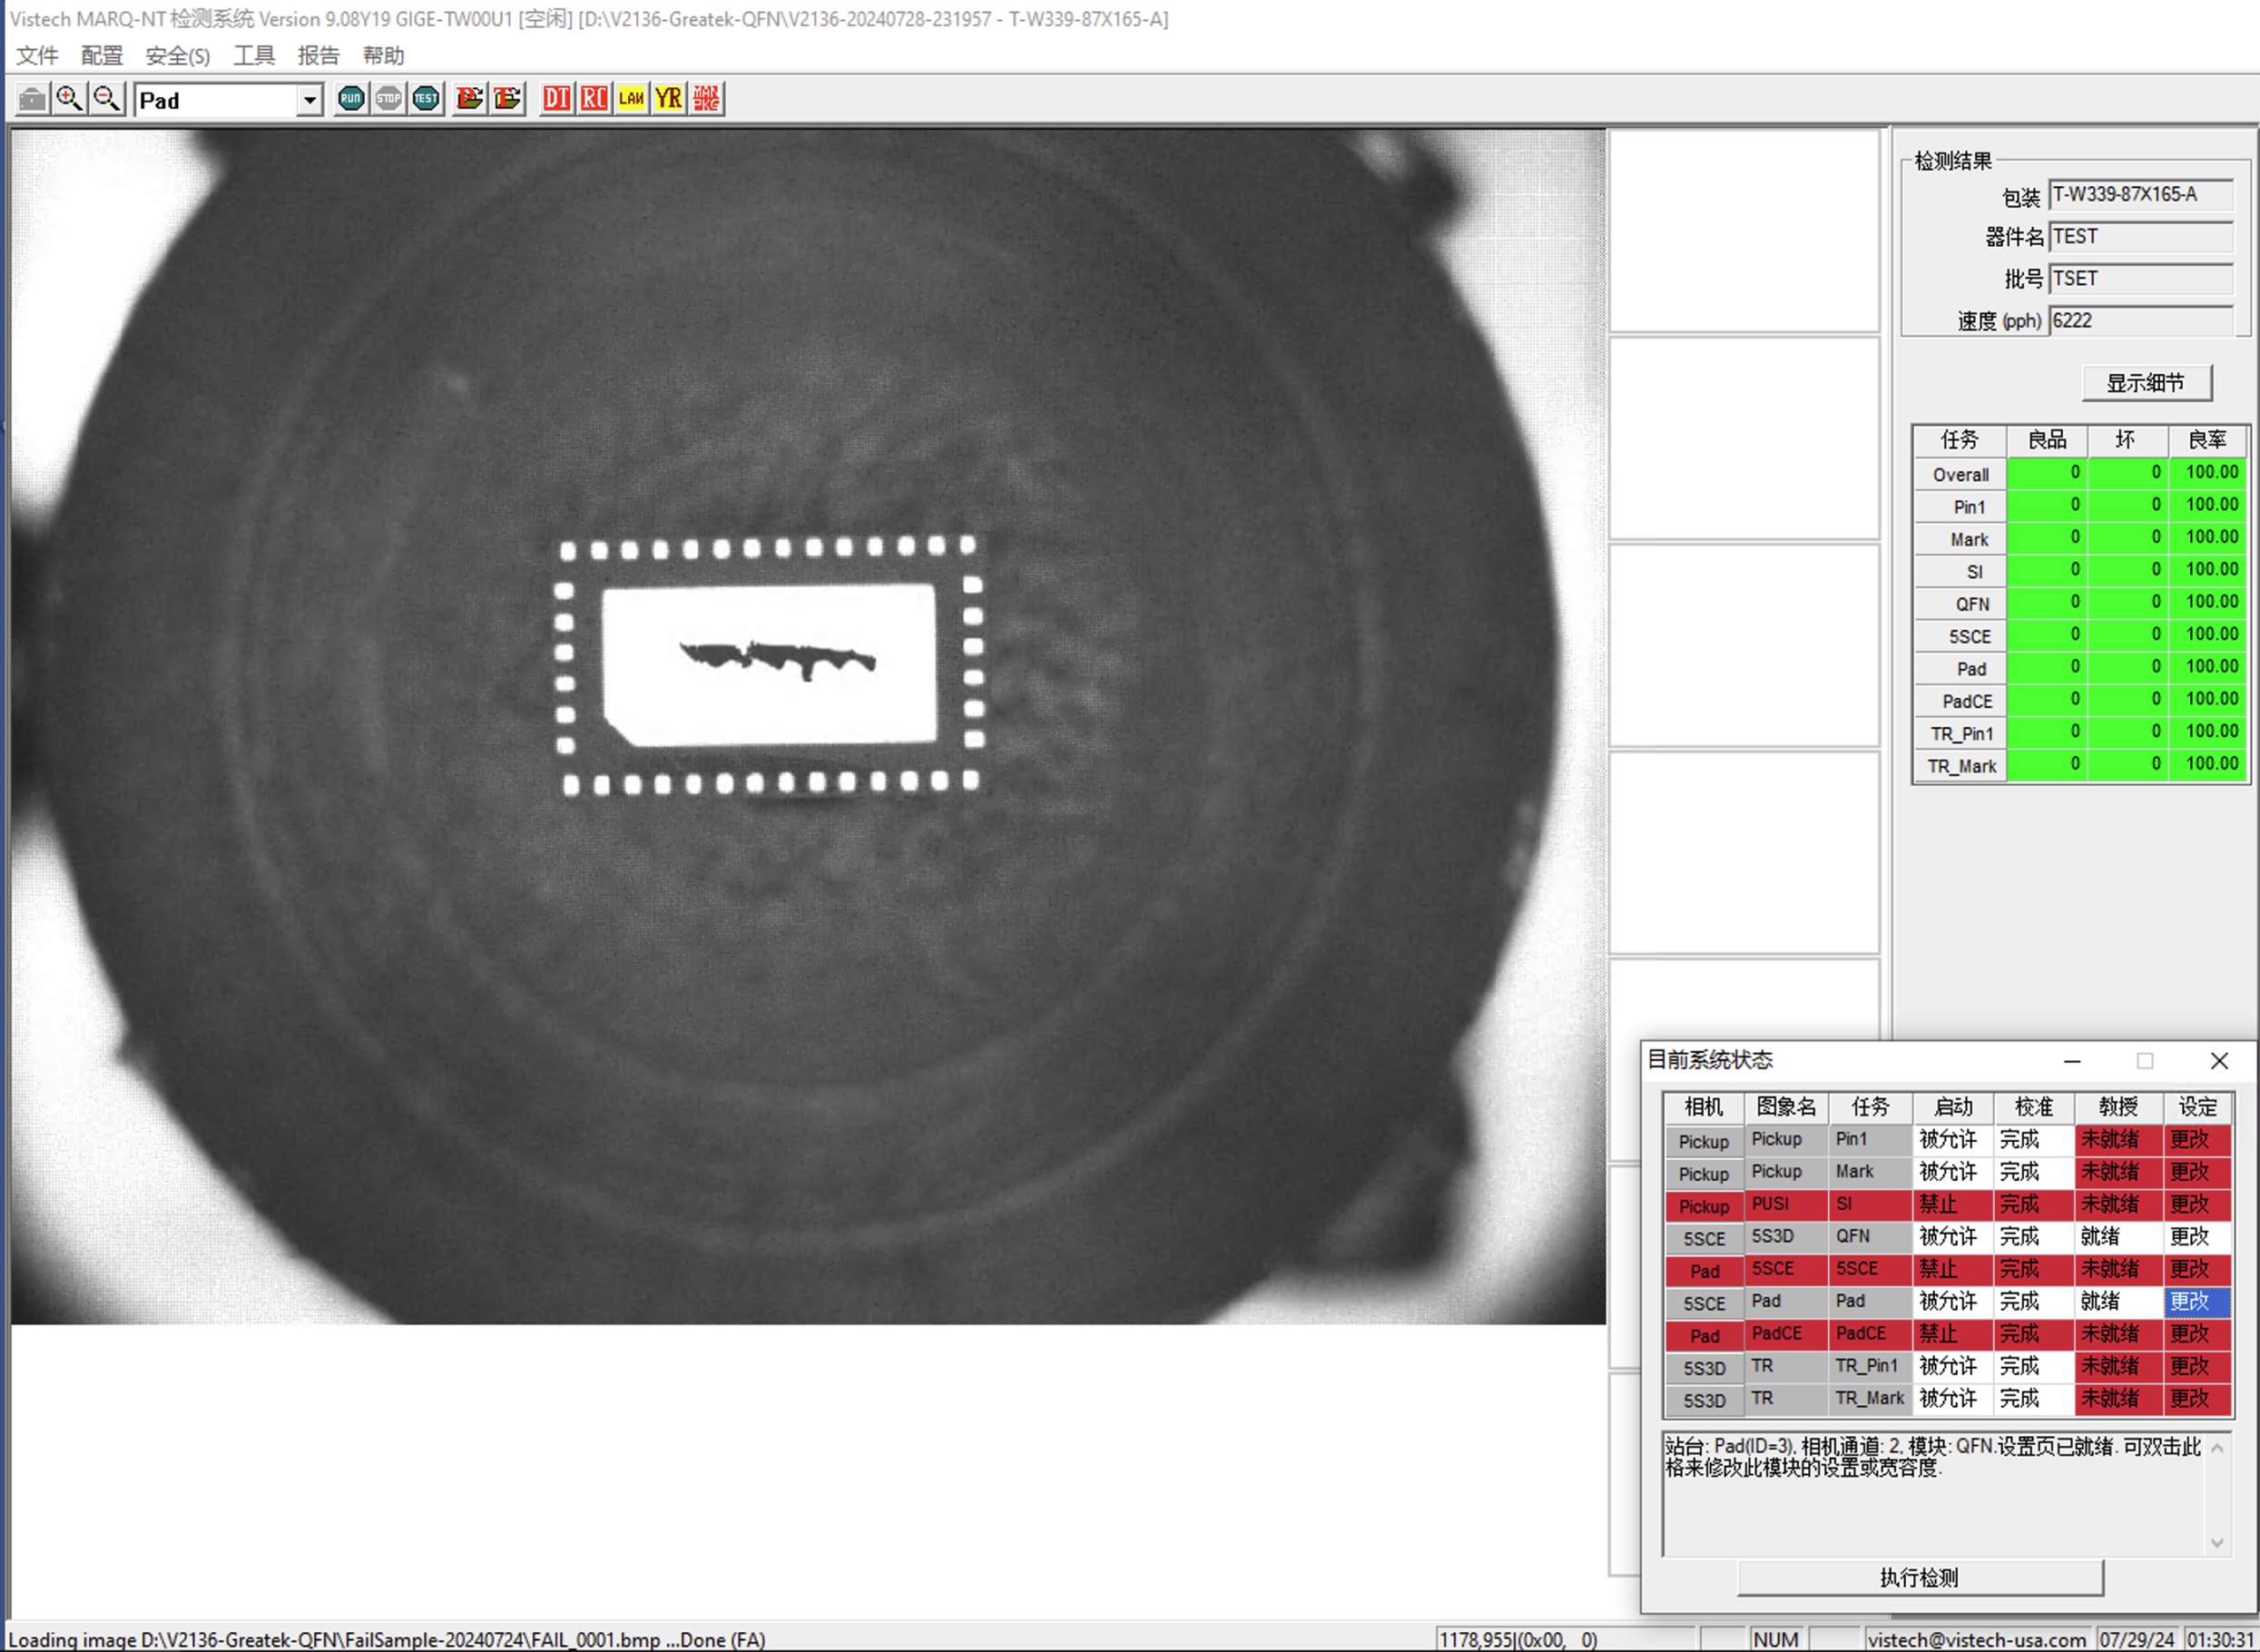 Vistech MARQ-NT 检测系统 Version 9.08Y19 GIGE-TW00U1 [空闲] [D:\V2136-Greatek-QFN\V2136-20240728-231957 - T-W339-87X165-A]
文件 配置 安全(S) 工具 报告 帮助
Pad RUN STOP TEST DT RC LAN YR
检测结果
包装 T-W339-87X165-A
器件名 TEST
批号 TSET
速度 (pph) 6222
显示细节
任务 良品 坏 良率
Overall 0 0 100.00
Pin1 0 0 100.00
Mark 0 0 100.00
SI 0 0 100.00
QFN 0 0 100.00
5SCE 0 0 100.00
Pad 0 0 100.00
PadCE 0 0 100.00
TR_Pin1 0 0 100.00
TR_Mark 0 0 100.00
目前系统状态
相机 图象名 任务 启动 校准 教授 设定
Pickup Pickup Pin1 被允许 完成 未就绪 更改
Pickup Pickup Mark 被允许 完成 未就绪 更改
Pickup PUSI SI 禁止 完成 未就绪 更改
5SCE 5S3D QFN 被允许 完成 就绪 更改
Pad 5SCE 5SCE 禁止 完成 未就绪 更改
5SCE Pad Pad 被允许 完成 就绪 更改
Pad PadCE PadCE 禁止 完成 未就绪 更改
5S3D TR TR_Pin1 被允许 完成 未就绪 更改
5S3D TR TR_Mark 被允许 完成 未就绪 更改
站台: Pad(ID=3), 相机通道: 2, 模块: QFN.设置页已就绪. 可双击此
格来修改此模块的设置或宽容度.
执行检测
Loading image D:\V2136-Greatek-QFN\FailSample-20240724\FAIL_0001.bmp ...Done (FA) 1178,955|(0x00, 0) NUM vistech@vistech-usa.com 07/29/24 01:30:31